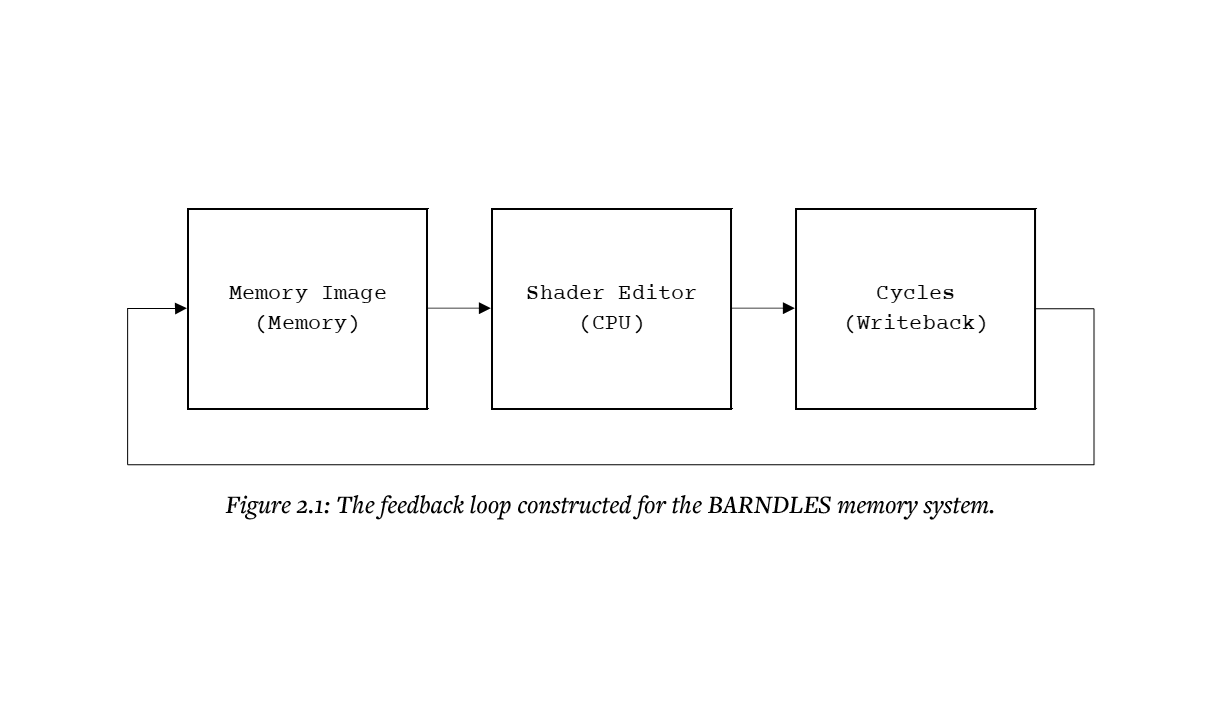 Memory Image
(Memory)
Shader Editor
(CPU)
Cycles
(Writeback)
Figure 2.1: The feedback loop constructed for the BARNDLES memory system.